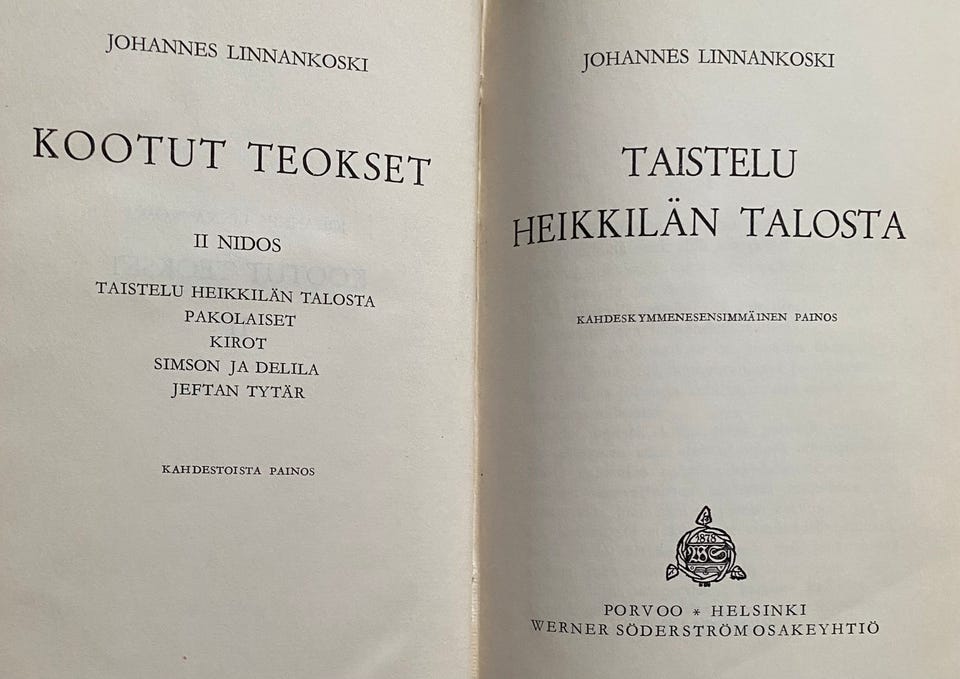 JOHANNES LINNANKOSKI
KOOTUT TEOKSET
II NIDOS
TAISTELU HEIKKILÄN TALOSTA
PAKOLAISET
KIROT
SIMSON JA DELILA
JEFTAN TYTÄR
KAHDESTOISTA PAINOS
JOHANNES LINNANKOSKI
TAISTELU
HEIKKILÄN TALOSTA
KAHDESKYMMENESENSIMMÄINEN PAINOS
1878
PORVOO * HELSINKI
WERNER SÖDERSTRÖM OSAKEYHTIÖ